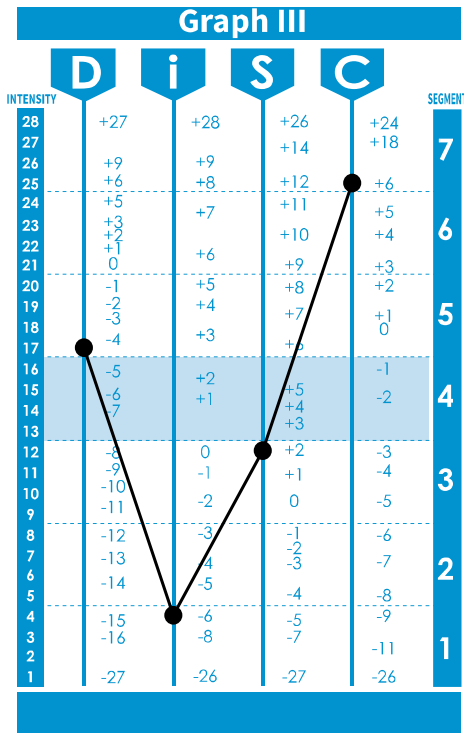 Graph III
D i S C
INTENSITY SEGMENT
28 +27 +28 +26 +24
27 +14 +18 7
26 +9 +9
25 +6 +8 +12 +6
24 +5 +7 +11 +5
23 +3
+2 +10 +4 6
22 +1 +6
21 0 +9 +3
20 -1 +5 +8 +2
19 -2 +4 +7 +1 5
18 -3 +3 0
17 -4 +6
16 -5 +2 -1
15 -6 +1 +5 -2 4
14 -7 +4
13 +3
12 -8 0 +2 -3
11 -9 -1 +1 -4 3
10 -10 -2 0 -5
9 -11
8 -12 -3 -1 -6
7 -13 -4 -2
-3 -7 2
6 -14 -5
5 -4 -8
4 -15 -6 -5 -9
3 -16 -8 -7 1
2 -11
1 -27 -26 -27 -26